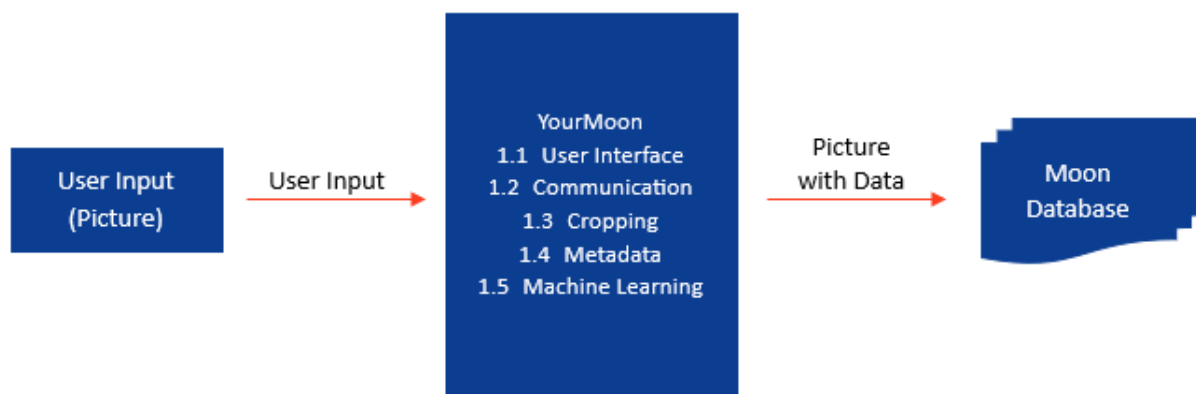 User Input
(Picture)
User Input
YourMoon
1.1 User Interface
1.2 Communication
1.3 Cropping
1.4 Metadata
1.5 Machine Learning
Picture
with Data
Moon
Database